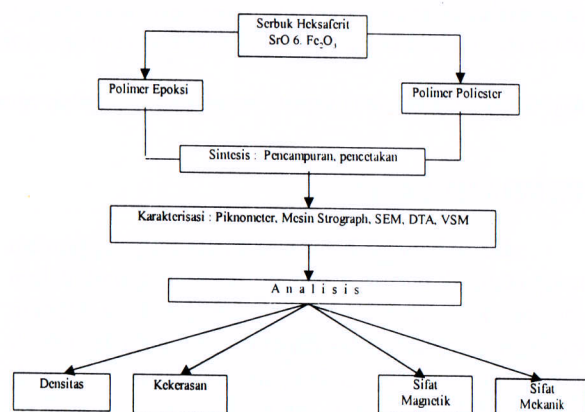 Serbuk Heksaferit
SrO 6. Fe₂O₃
Polimer Epoksi
Polimer Poliester
Sintesis : Pencampuran, pencetakan
Karakterisasi : Piknometer, Mesin Strograph, SEM, DTA, VSM
A n a l i s i s
Densitas
Kekerasan
Sifat
Magnetik
Sifat
Mekanik